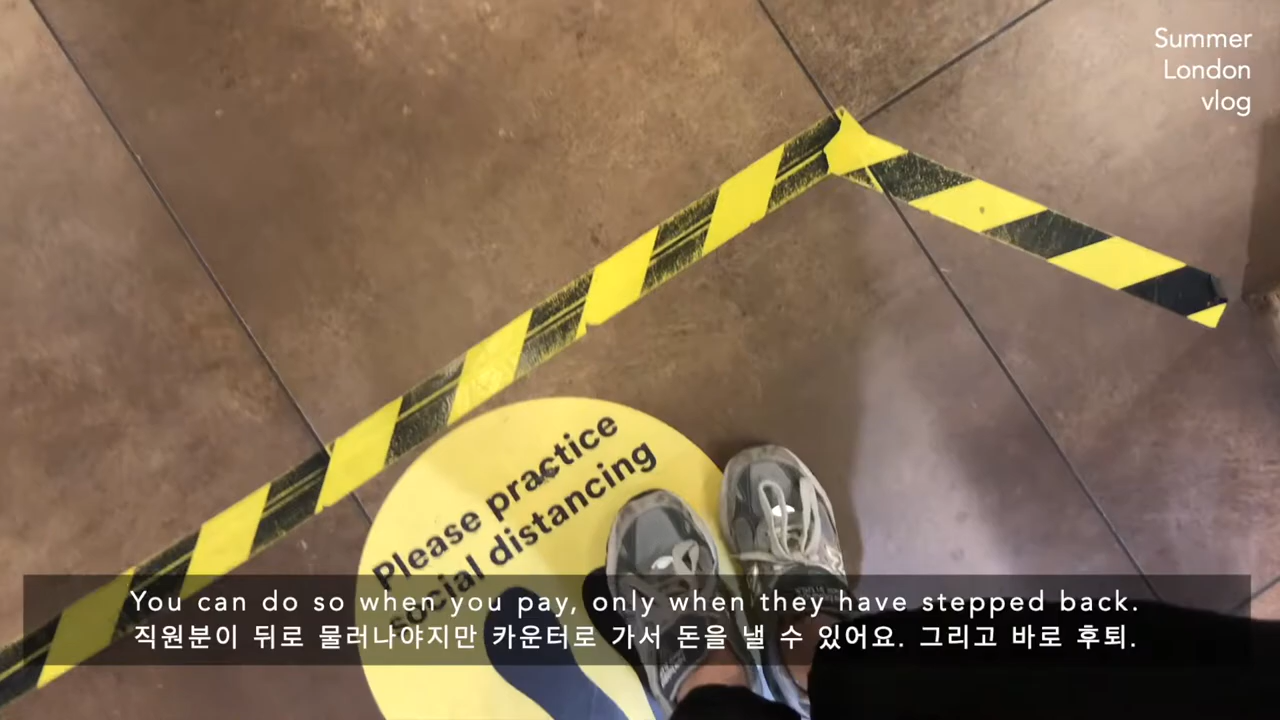 Summer
London
vlog
Please practice
social distancing
You can do so when you pay, only when they have stepped back.
직원분이 뒤로 물러나야지만 카운터로 가서 돈을 낼 수 있어요. 그리고 바로 후퇴.